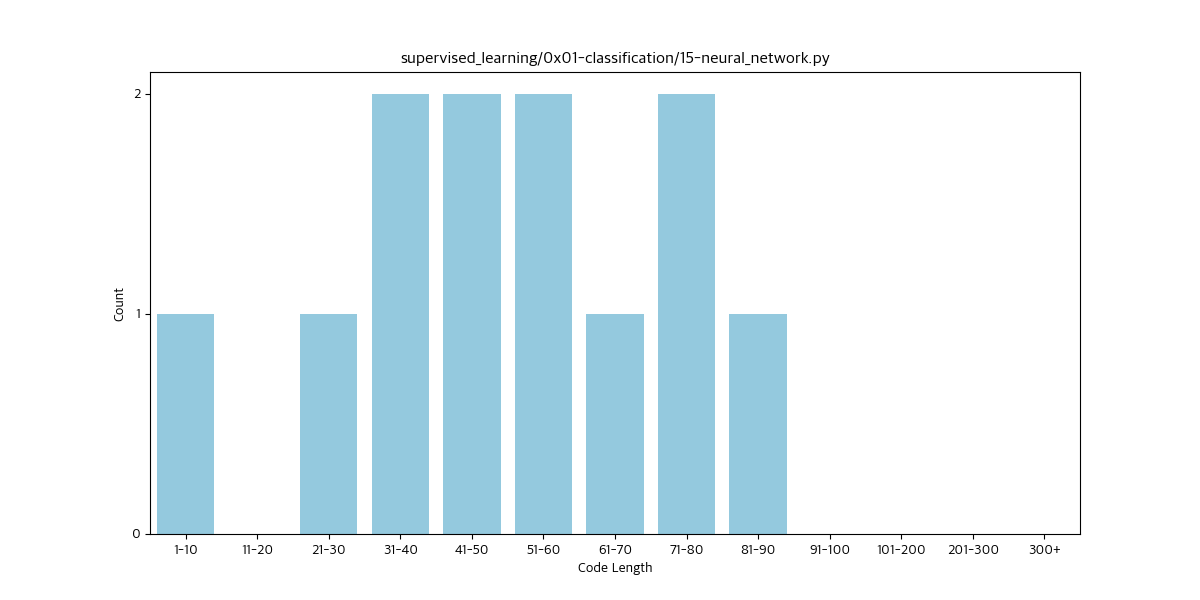 supervised_learning/0x01-classification/15-neural_network.py
2
1
0
Count
1-10 11-20 21-30 31-40 41-50 51-60 61-70 71-80 81-90 91-100 101-200 201-300 300+
Code Length